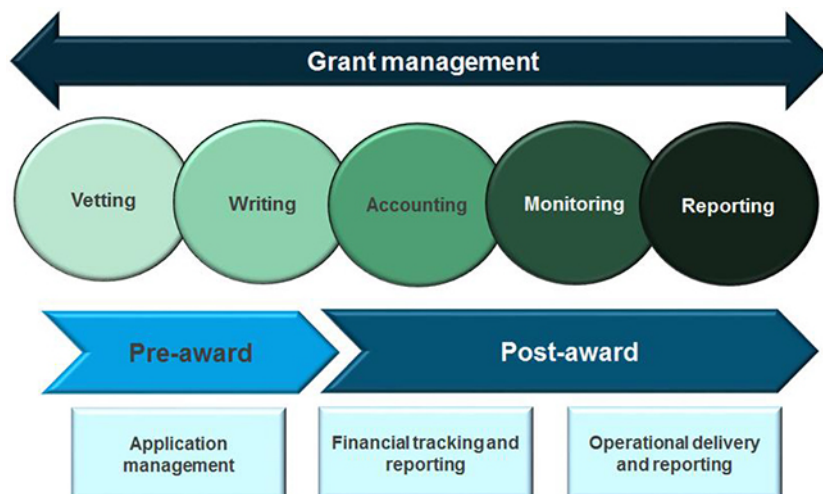 Grant management
Vetting
Writing
Accounting
Monitoring
Reporting
Pre-award
Post-award
Application
management
Financial tracking and
reporting
Operational delivery
and reporting